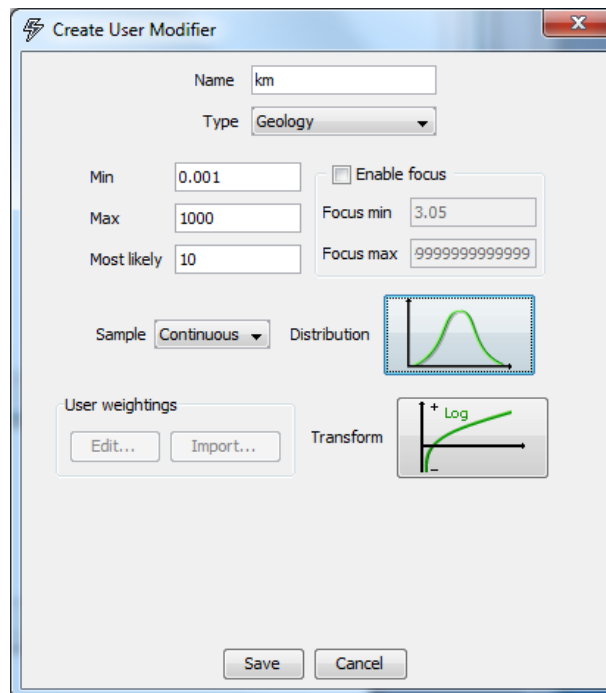 Create User Modifier
X
Name km
Type Geology
Min 0.001
Max 1000
Most likely 10
Enable focus
Focus min 3.05
Focus max 9999999999999
Sample Continuous Distribution
User weightings
Edit... Import...
Transform
+ Log
–
Save Cancel